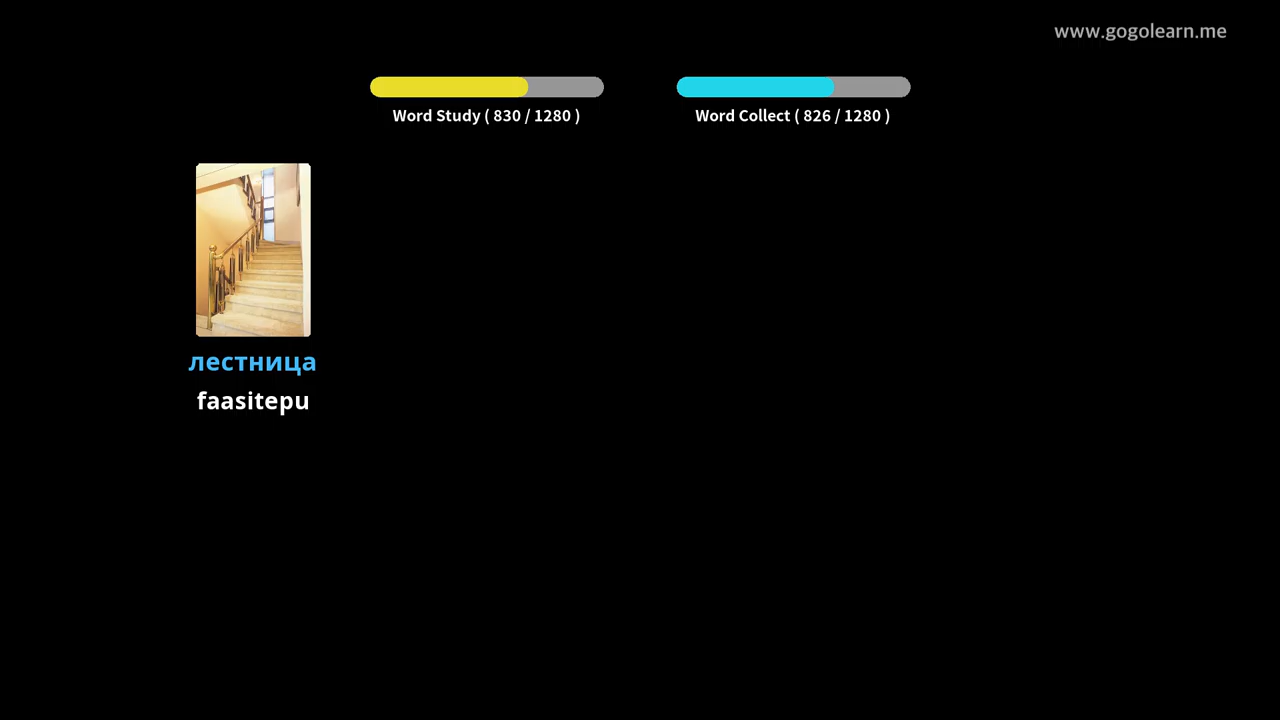 www.gogolearn.me
Word Study ( 830 / 1280 )
Word Collect ( 826 / 1280 )
лестница
faasitepu